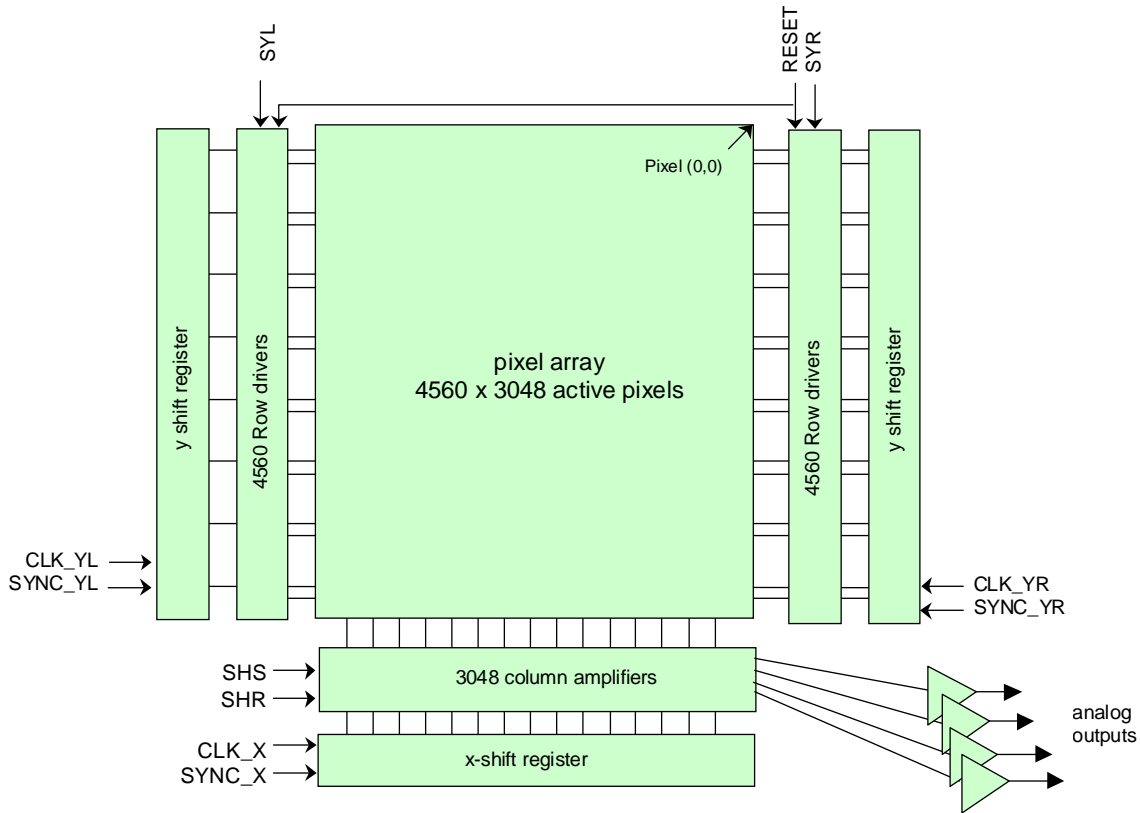 SYL
RESET
SYR
Pixel (0,0)
y shift register
4560 Row drivers
pixel array
4560 x 3048 active pixels
4560 Row drivers
y shift register
CLK_YL
SYNC_YL
CLK_YR
SYNC_YR
SHS
SHR
3048 column amplifiers
analog
outputs
CLK_X
SYNC_X
x-shift register